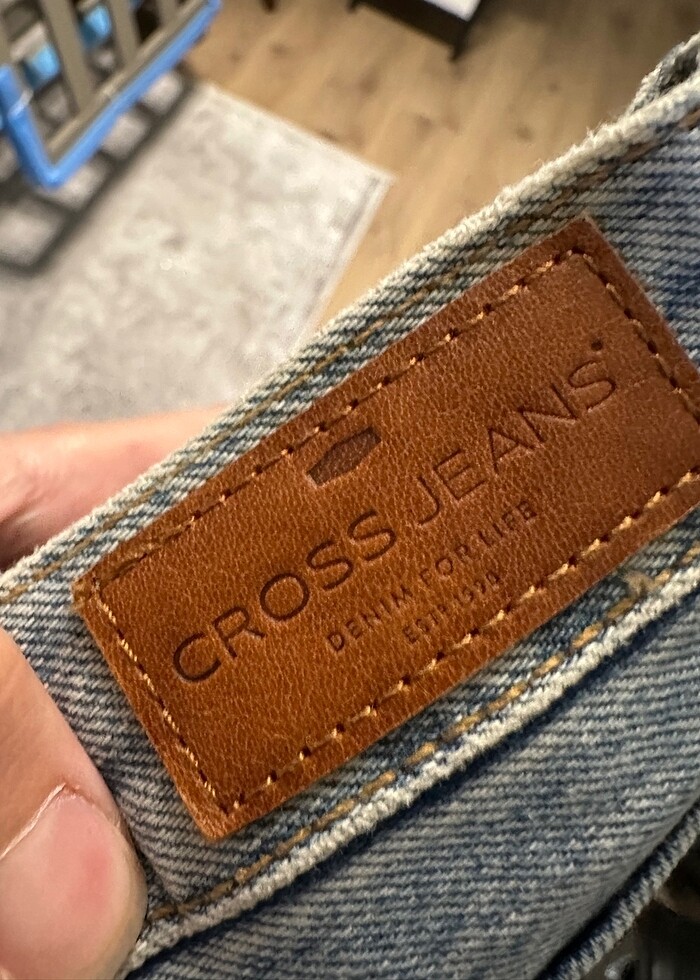 CROSS JEANS
DENIM FOR LIFE
EST. 1990